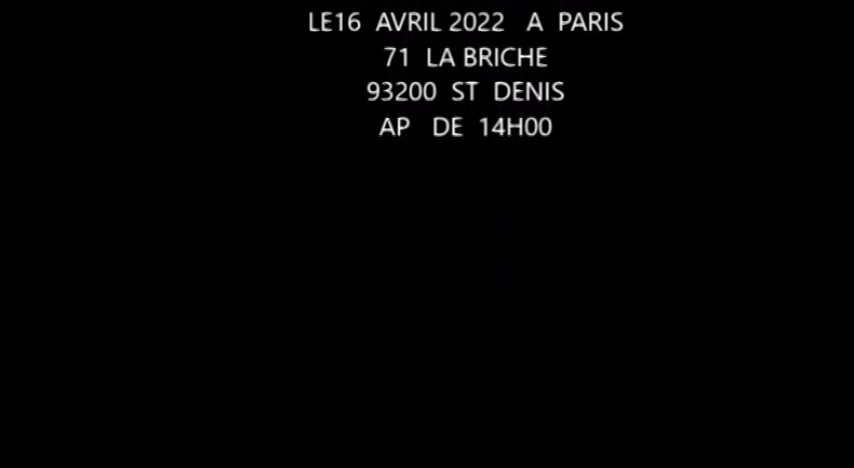 LE16 AVRIL 2022 A PARIS
71 LA BRICHE
93200 ST DENIS
AP DE 14H00